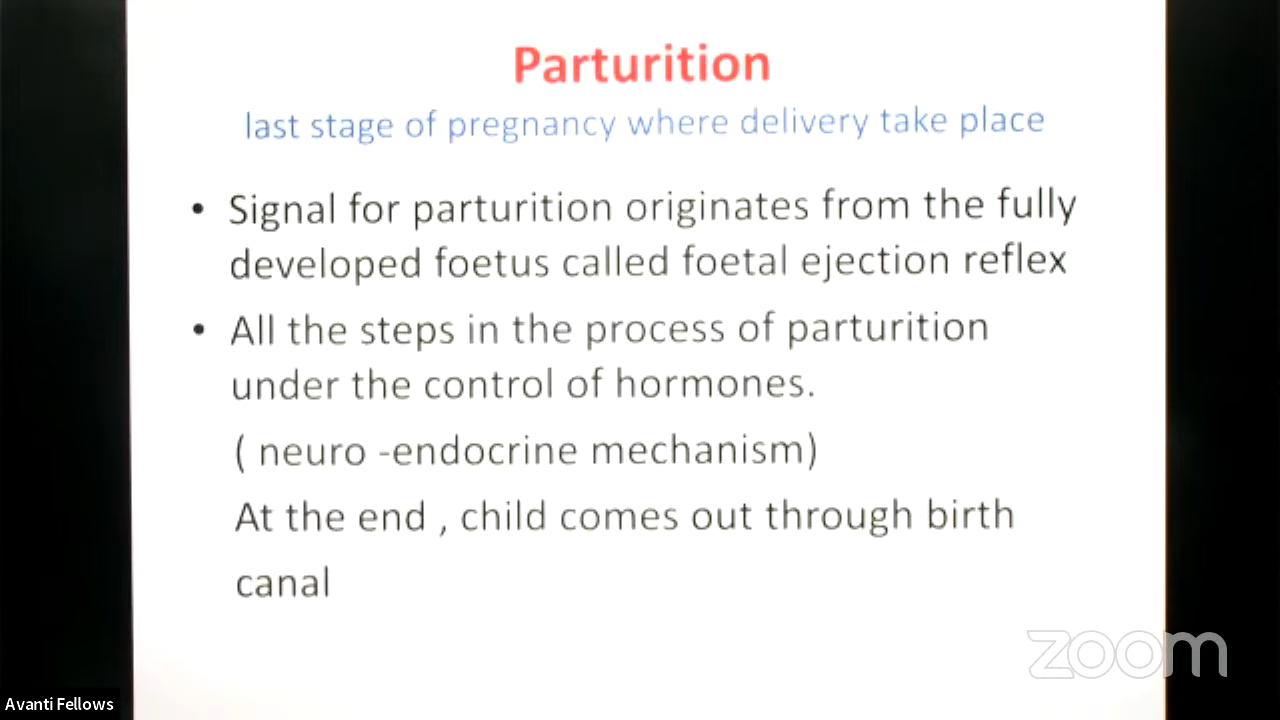 Parturition
last stage of pregnancy where delivery take place
• Signal for parturition originates from the fully
developed foetus called foetal ejection reflex
• All the steps in the process of parturition
under the control of hormones.
( neuro -endocrine mechanism)
At the end , child comes out through birth
canal
zoom
Avanti Fellows